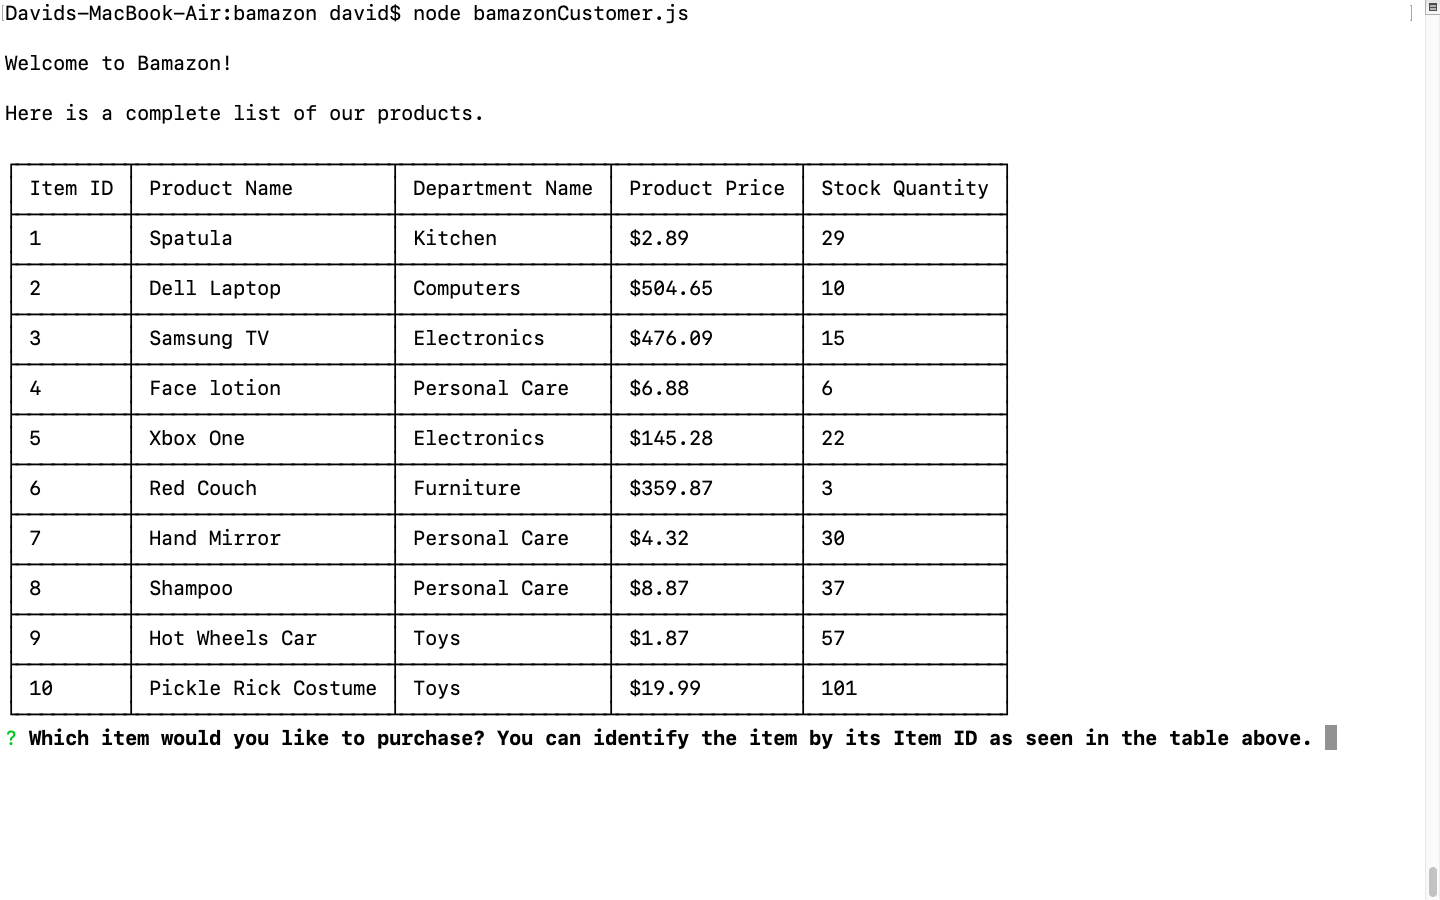 Davids-MacBook-Air:bamazon david$ node bamazonCustomer.js
Welcome to Bamazon!
Here is a complete list of our products.
Item ID Product Name Department Name Product Price Stock Quantity
1 Spatula Kitchen $2.89 29
2 Dell Laptop Computers $504.65 10
3 Samsung TV Electronics $476.09 15
4 Face lotion Personal Care $6.88 6
5 Xbox One Electronics $145.28 22
6 Red Couch Furniture $359.87 3
7 Hand Mirror Personal Care $4.32 30
8 Shampoo Personal Care $8.87 37
9 Hot Wheels Car Toys $1.87 57
10 Pickle Rick Costume Toys $19.99 101
? Which item would you like to purchase? You can identify the item by its Item ID as seen in the table above.